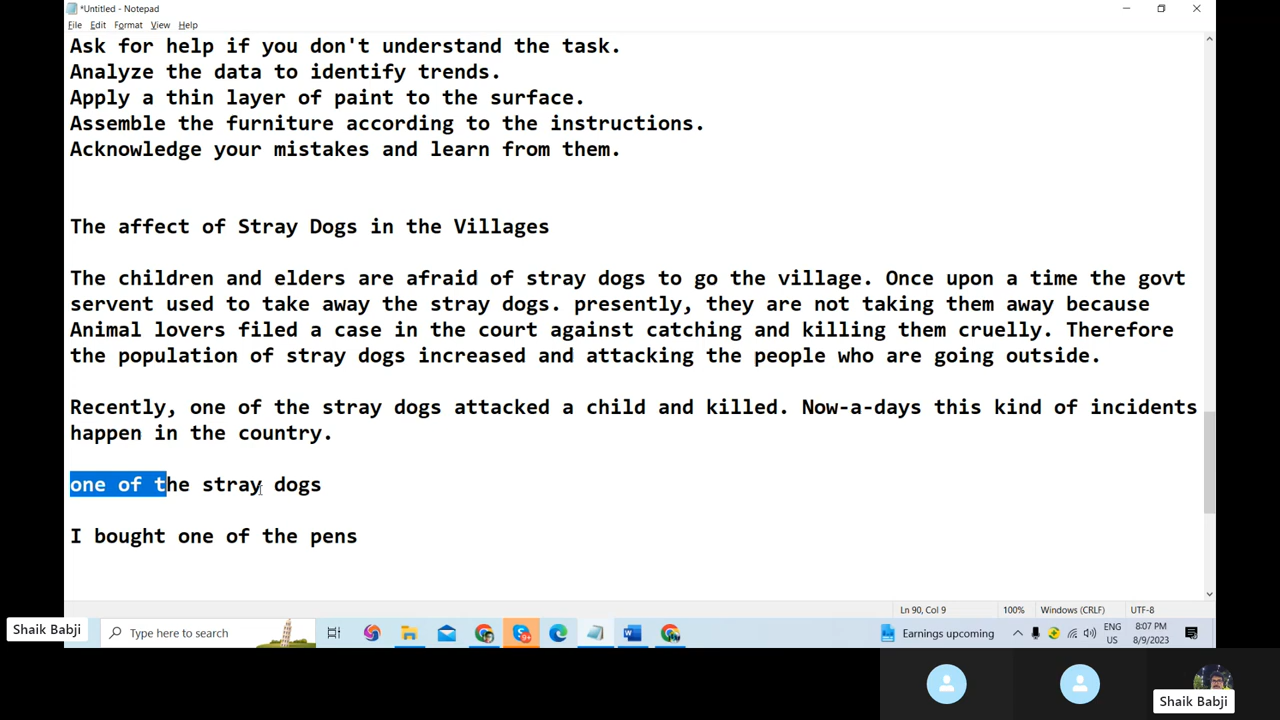 *Untitled - Notepad
File Edit Format View Help
Ask for help if you don't understand the task.
Analyze the data to identify trends.
Apply a thin layer of paint to the surface.
Assemble the furniture according to the instructions.
Acknowledge your mistakes and learn from them.
The affect of Stray Dogs in the Villages
The children and elders are afraid of stray dogs to go the village. Once upon a time the govt
servent used to take away the stray dogs. presently, they are not taking them away because
Animal lovers filed a case in the court against catching and killing them cruelly. Therefore
the population of stray dogs increased and attacking the people who are going outside.
Recently, one of the stray dogs attacked a child and killed. Now-a-days this kind of incidents
happen in the country.
one of the stray dogs
I bought one of the pens
Ln 90, Col 9 100% Windows (CRLF) UTF-8
Shaik Babji
Type here to search
Earnings upcoming
ENG
US
8:07 PM
8/9/2023
Shaik Babji